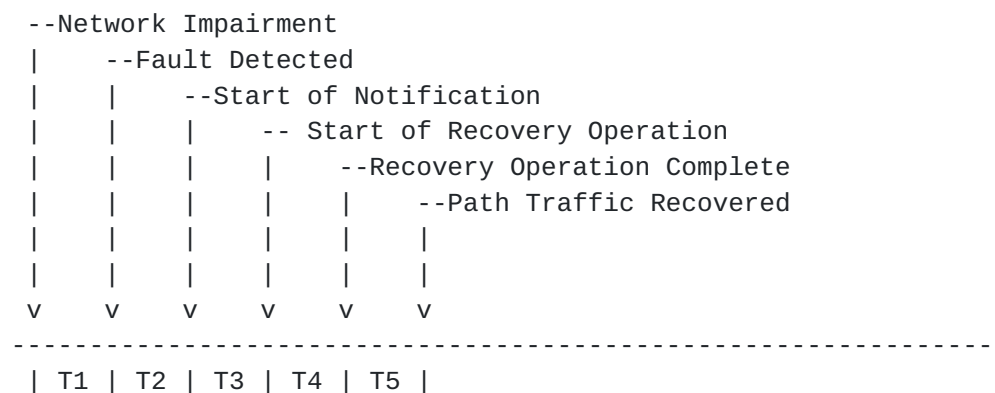 --Network Impairment
|    --Fault Detected
|    |    --Start of Notification
|    |    |    -- Start of Recovery Operation
|    |    |    |    --Recovery Operation Complete
|    |    |    |    |    --Path Traffic Recovered
|    |    |    |    |    |
|    |    |    |    |    |
v    v    v    v    v    v
---------------------------------------------------------------
| T1 | T2 | T3 | T4 | T5 |